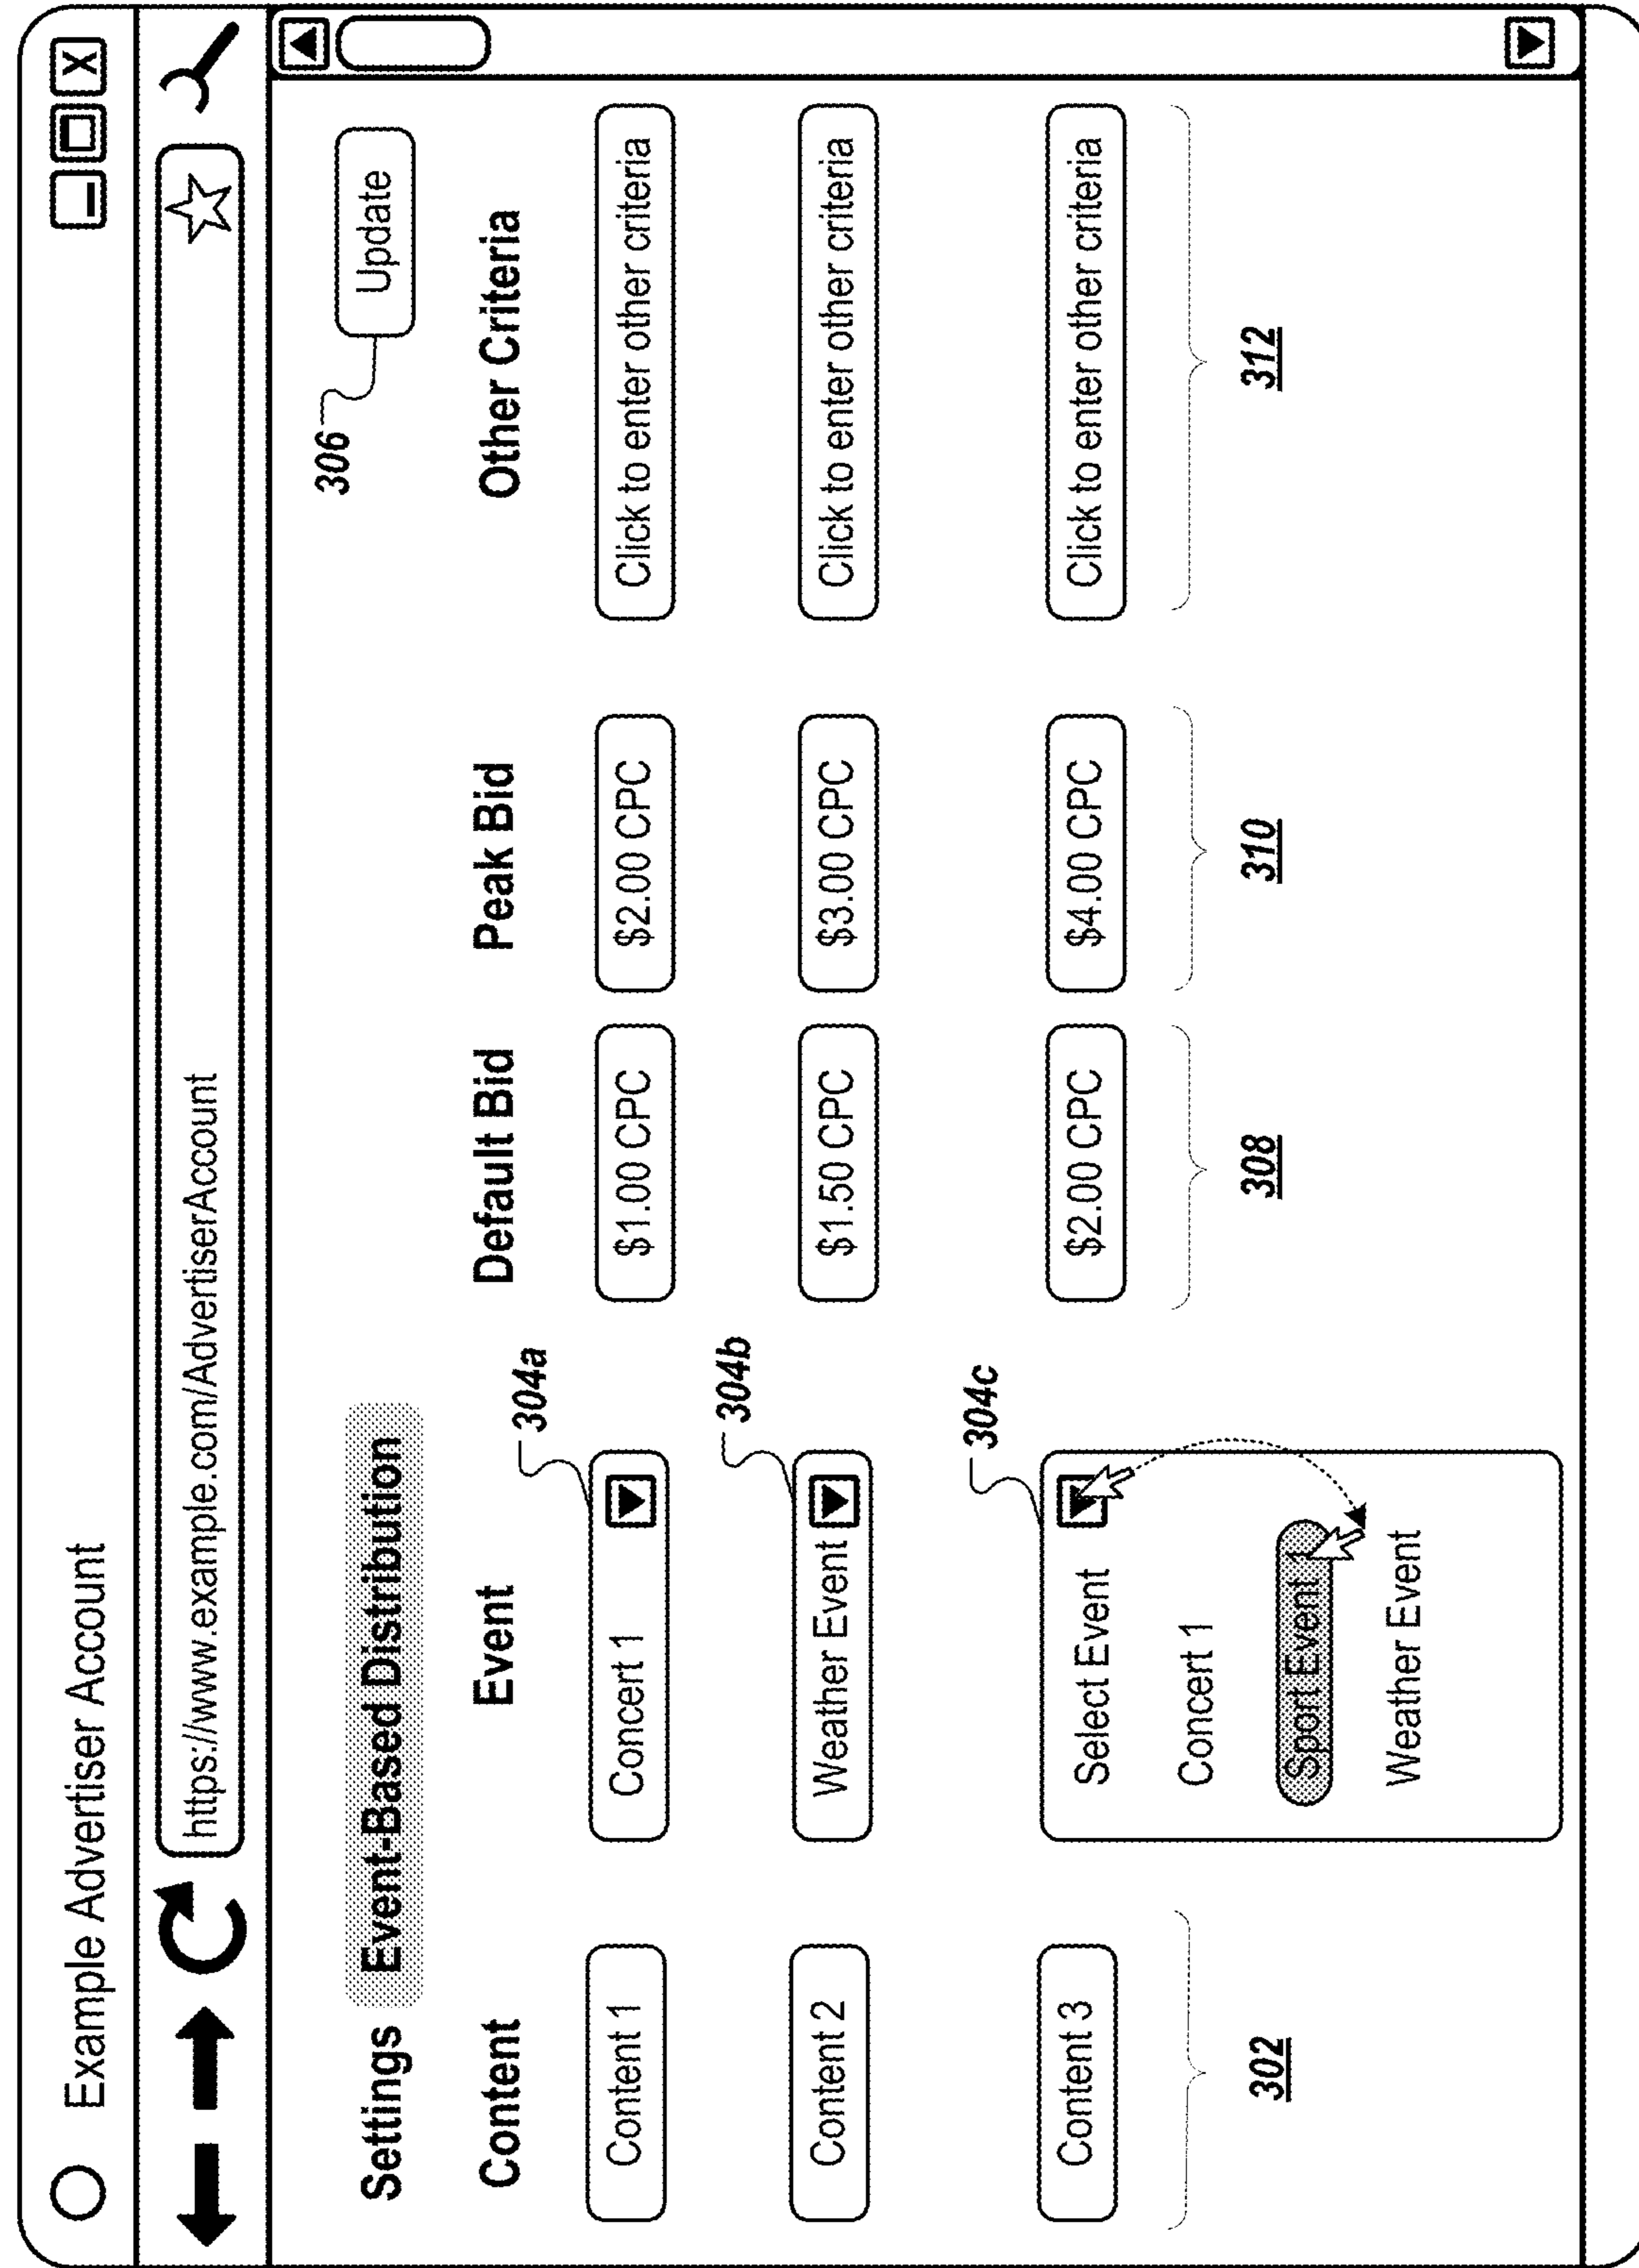 Example Advertiser Account
X
https://www.example.com/AdvertiserAccount
306
Update
Settings Event-Based Distribution
Content Event Default Bid Peak Bid Other Criteria
304a
Content 1 Concert 1 $1.00 CPC $2.00 CPC Click to enter other criteria
304b
Content 2 Weather Event $1.50 CPC $3.00 CPC Click to enter other criteria
304c
Content 3 Select Event $2.00 CPC $4.00 CPC Click to enter other criteria
Concert 1
Sport Event 1
Weather Event
302 308 310 312